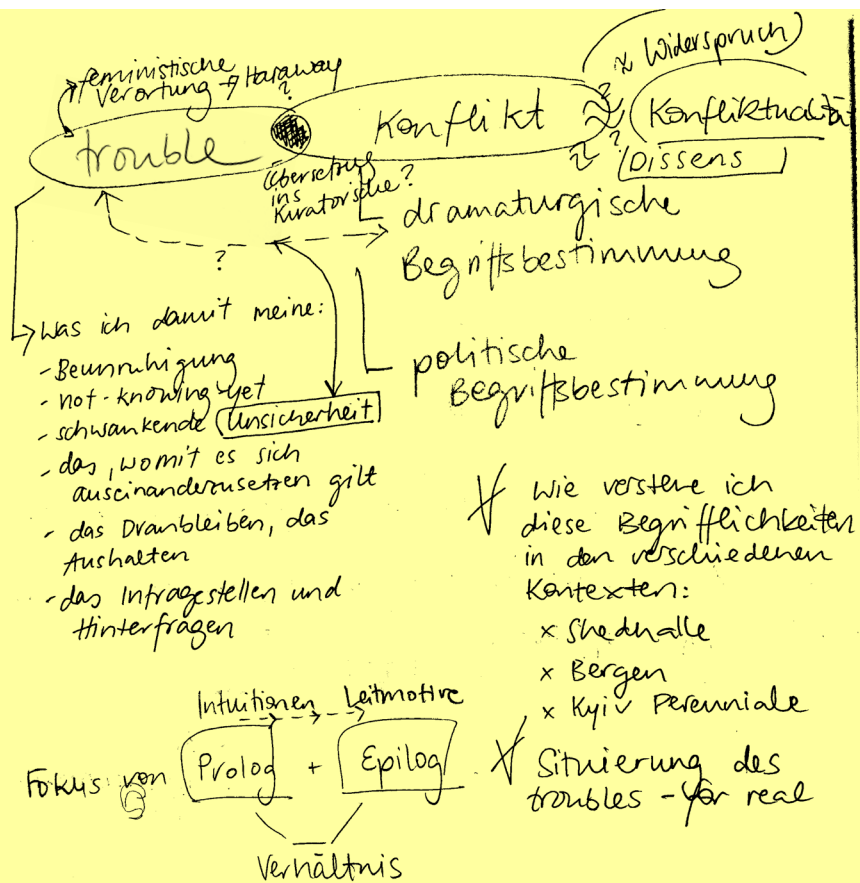 ≈ Widerspruch
feministische
Verortung → Haraway
?
trouble
Konflikt
≈ ?
Konfliktualitä
Dissens
Übersetzung
ins
Kuratorische?
?
dramaturgische
Begriffsbestimmung
politische
Begriffsbestimmung
Was ich damit meine:
- Beunruhigung
- not-knowing-yet
- schwankende Unsicherheit
- das, womit es sich
auseinanderzusetzen gilt
- das Dranbleiben, das
Aushalten
- das Infragestellen und
Hinterfragen
Wie verstehe ich
diese Begrifflichkeiten
in den verschiedenen
Kontexten:
x Shedhalle
x Bergen
x Kyiv Perenniale
Situierung des
troubles - for real
Intuitionen → Leitmotive
Fokus von Prolog + Epilog
Verhältnis